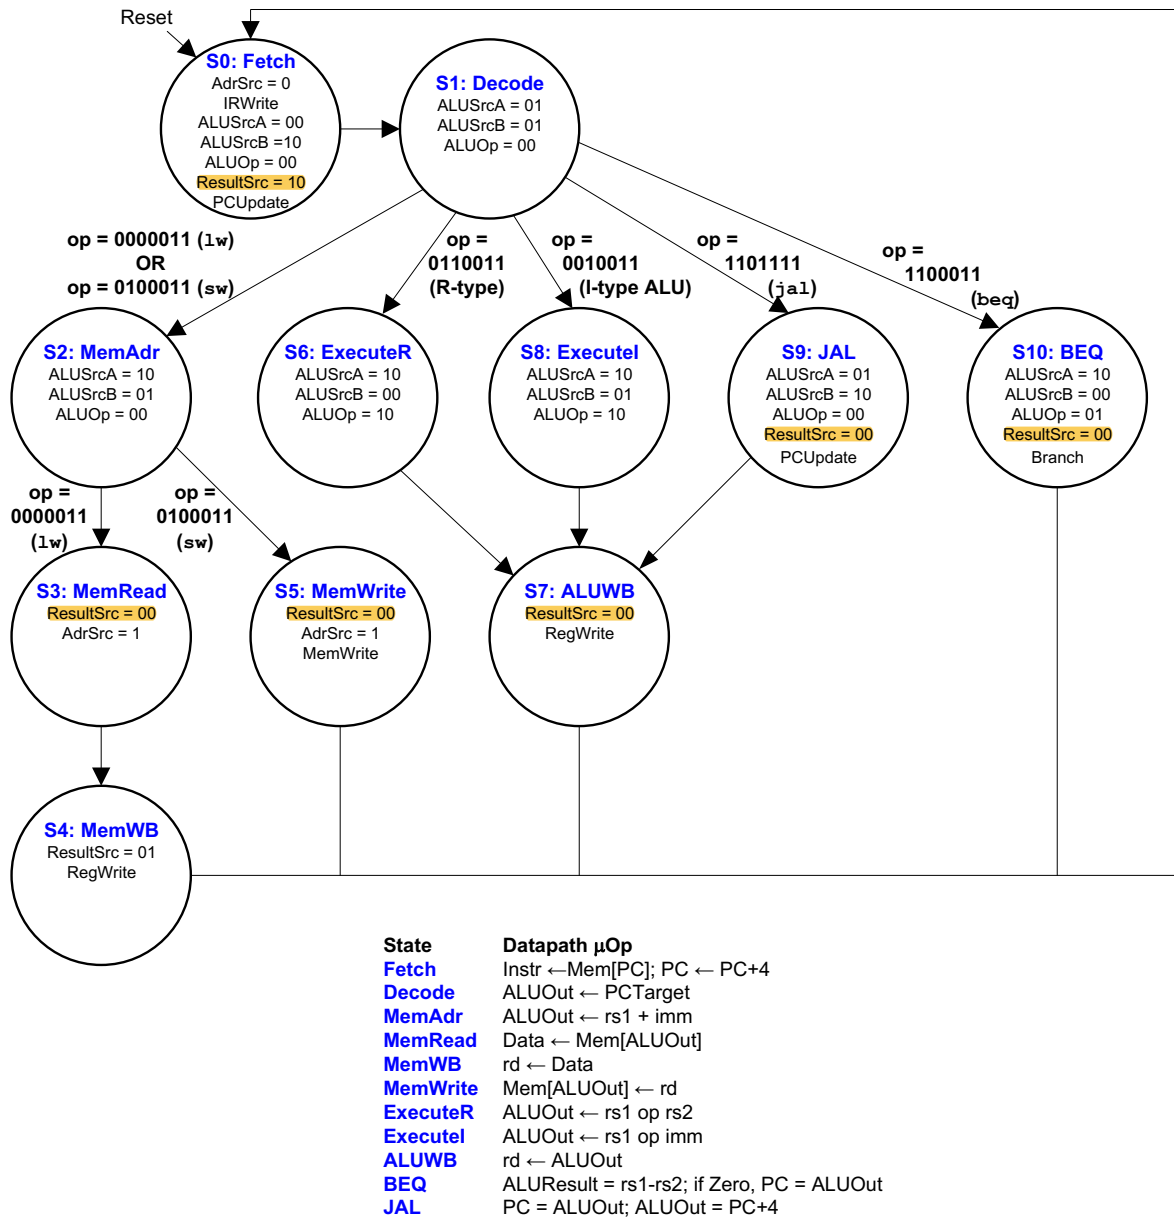 Reset
S0: Fetch
AdrSrc = 0
IRWrite
ALUSrcA = 00
ALUSrcB =10
ALUOp = 00
ResultSrc = 10
PCUpdate
S1: Decode
ALUSrcA = 01
ALUSrcB = 01
ALUOp = 00
op = 0000011 (lw)
OR
op = 0100011 (sw)
op =
0110011
(R-type)
op =
0010011
(I-type ALU)
op =
1101111
(jal)
op =
1100011
(beq)
S2: MemAdr
ALUSrcA = 10
ALUSrcB = 01
ALUOp = 00
S6: ExecuteR
ALUSrcA = 10
ALUSrcB = 00
ALUOp = 10
S8: ExecuteI
ALUSrcA = 10
ALUSrcB = 01
ALUOp = 10
S9: JAL
ALUSrcA = 01
ALUSrcB = 10
ALUOp = 00
ResultSrc = 00
PCUpdate
S10: BEQ
ALUSrcA = 10
ALUSrcB = 00
ALUOp = 01
ResultSrc = 00
Branch
op =
0000011
(lw)
op =
0100011
(sw)
S3: MemRead
ResultSrc = 00
AdrSrc = 1
S5: MemWrite
ResultSrc = 00
AdrSrc = 1
MemWrite
S7: ALUWB
ResultSrc = 00
RegWrite
S4: MemWB
ResultSrc = 01
RegWrite
State Datapath μOp
Fetch Instr ←Mem[PC]; PC ← PC+4
Decode ALUOut ← PCTarget
MemAdr ALUOut ← rs1 + imm
MemRead Data ← Mem[ALUOut]
MemWB rd ← Data
MemWrite Mem[ALUOut] ← rd
ExecuteR ALUOut ← rs1 op rs2
ExecuteI ALUOut ← rs1 op imm
ALUWB rd ← ALUOut
BEQ ALUResult = rs1-rs2; if Zero, PC = ALUOut
JAL PC = ALUOut; ALUOut = PC+4